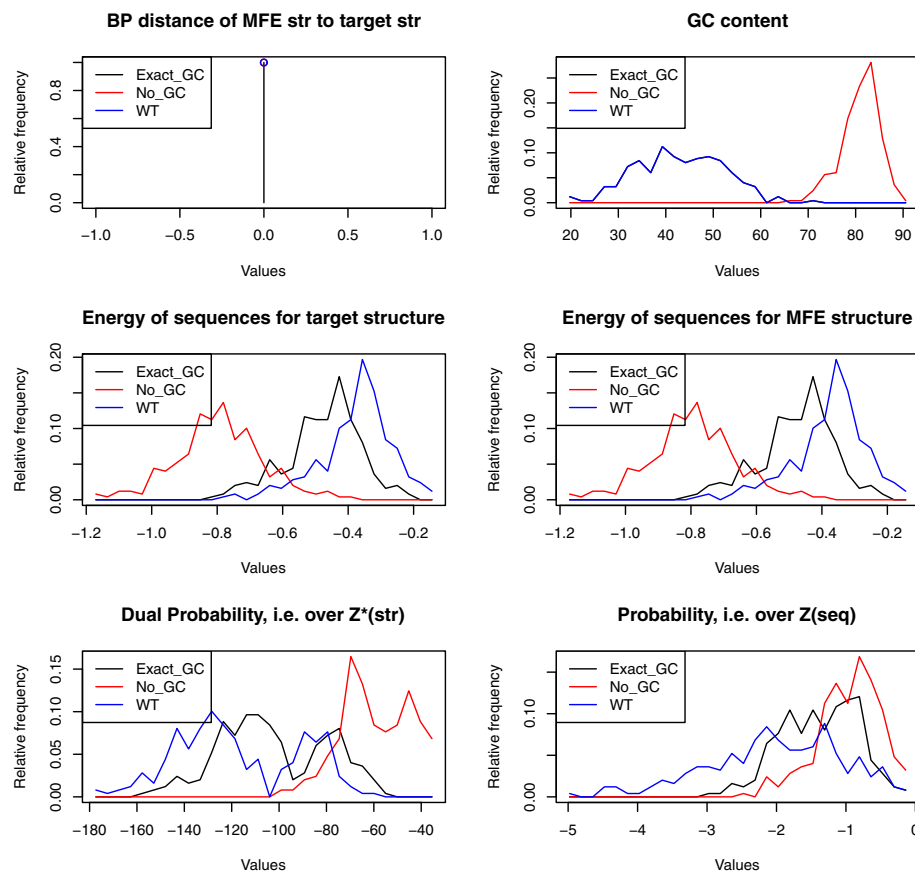 BP distance of MFE str to target str
Relative frequency
0.0 0.4 0.8
Exact_GC
No_GC
WT
−1.0 −0.5 0.0 0.5 1.0
Values
GC content
Relative frequency
0.00 0.10 0.20
Exact_GC
No_GC
WT
20 30 40 50 60 70 80 90
Values
Energy of sequences for target structure
Relative frequency
0.00 0.10 0.20
Exact_GC
No_GC
WT
−1.2 −1.0 −0.8 −0.6 −0.4 −0.2
Values
Energy of sequences for MFE structure
Relative frequency
0.00 0.10 0.20
Exact_GC
No_GC
WT
−1.2 −1.0 −0.8 −0.6 −0.4 −0.2
Values
Dual Probability, i.e. over Z*(str)
Relative frequency
0.00 0.05 0.10 0.15
Exact_GC
No_GC
WT
−180 −160 −140 −120 −100 −80 −60 −40
Values
Probability, i.e. over Z(seq)
Relative frequency
0.00 0.05 0.10 0.15
Exact_GC
No_GC
WT
−5 −4 −3 −2 −1 0
Values